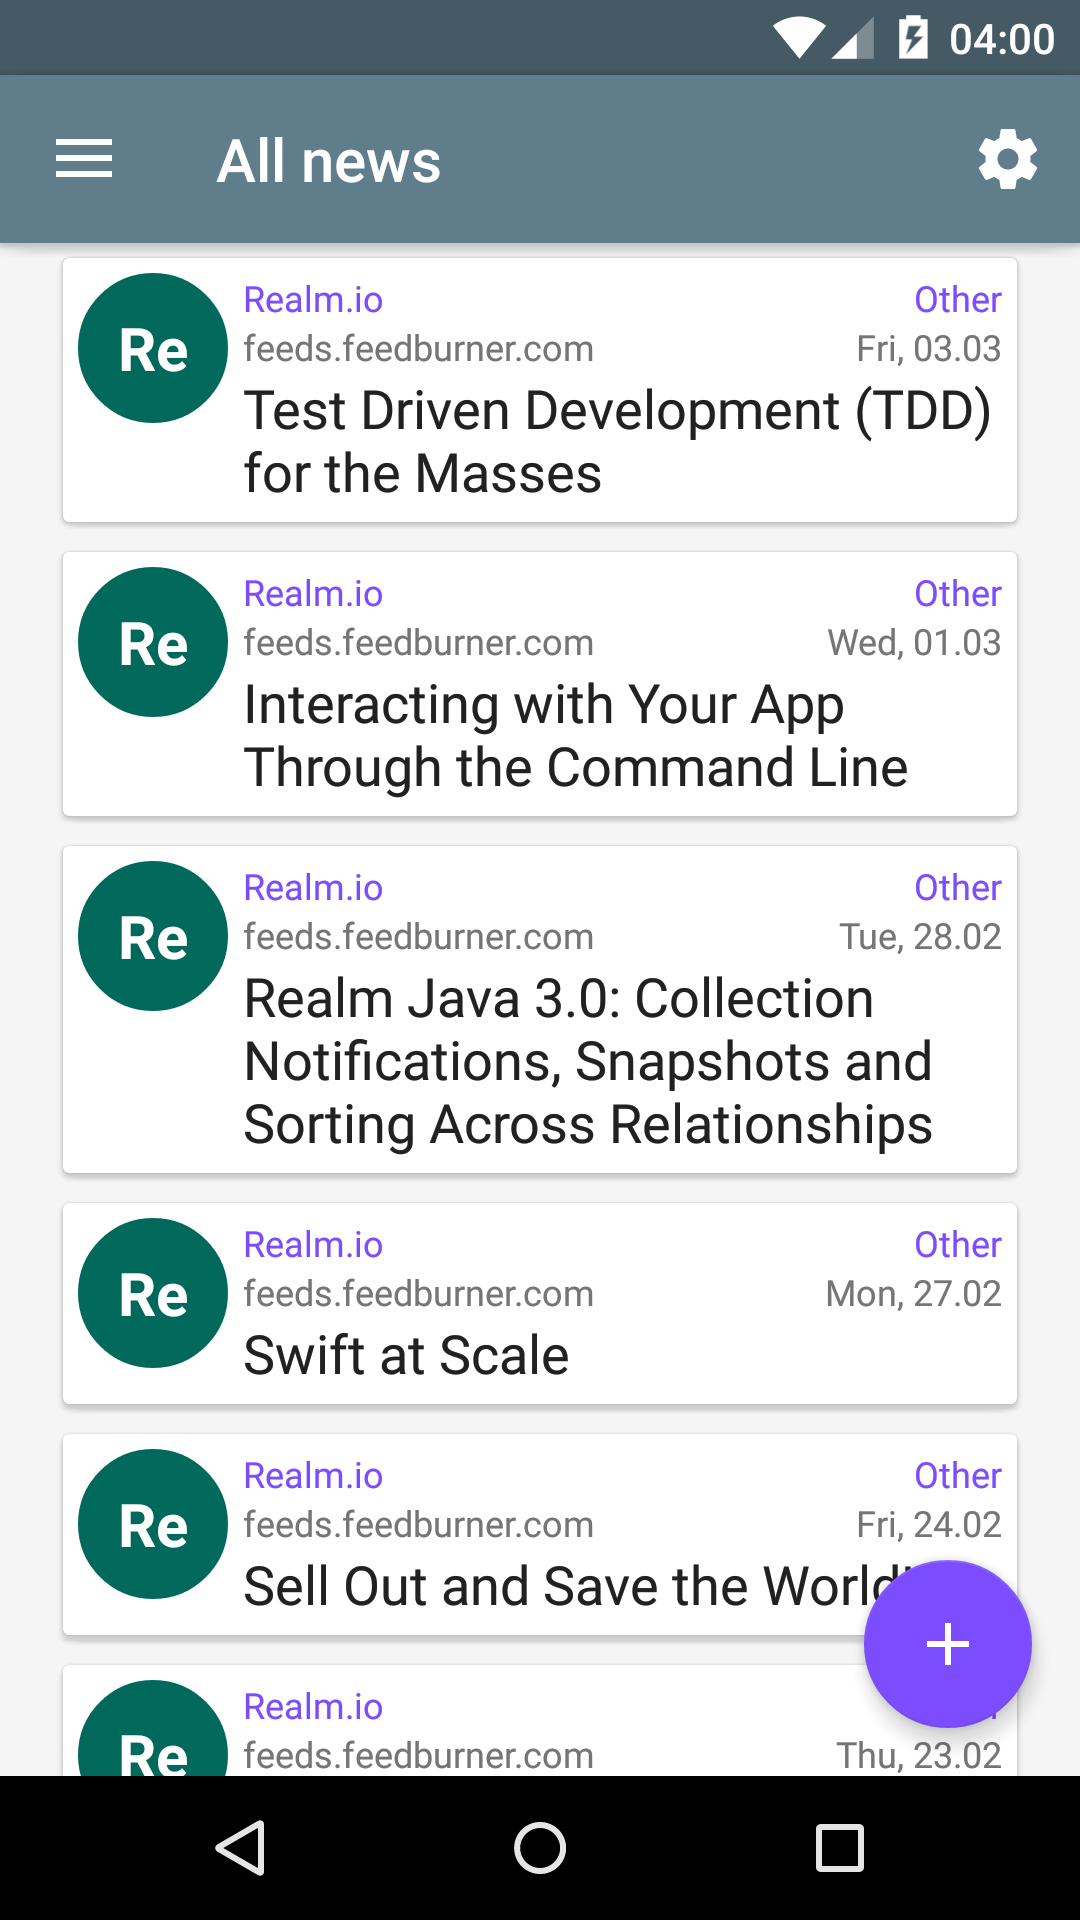 04:00
All news
Re
Realm.io
Other
feeds.feedburner.com
Fri, 03.03
Test Driven Development (TDD)
for the Masses
Re
Realm.io
Other
feeds.feedburner.com
Wed, 01.03
Interacting with Your App
Through the Command Line
Re
Realm.io
Other
feeds.feedburner.com
Tue, 28.02
Realm Java 3.0: Collection
Notifications, Snapshots and
Sorting Across Relationships
Re
Realm.io
Other
feeds.feedburner.com
Mon, 27.02
Swift at Scale
Re
Realm.io
Other
feeds.feedburner.com
Fri, 24.02
Sell Out and Save the World
Re
Realm.io
feeds.feedburner.com
Thu, 23.02